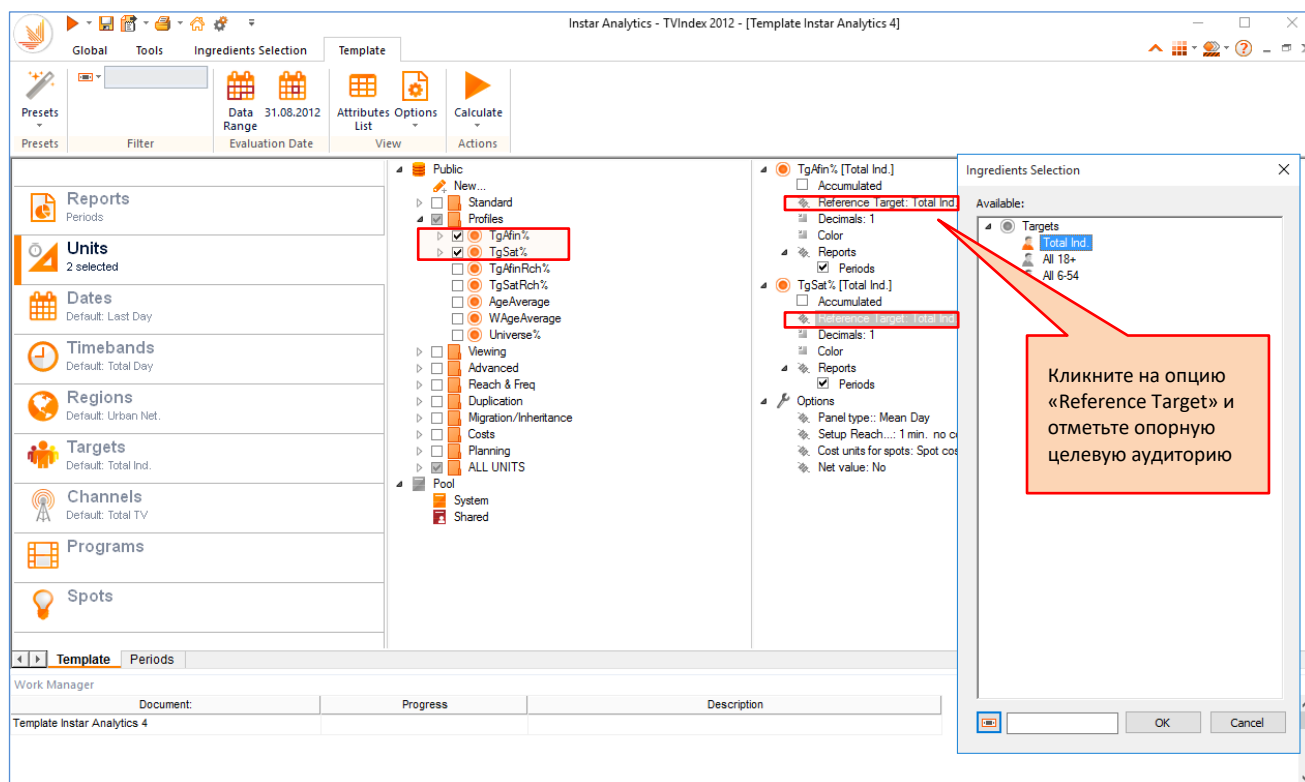 Instar Analytics - TVIndex 2012 - [Template Instar Analytics 4]
Global Tools Ingredients Selection Template
Presets
Data Range
31.08.2012
Attributes List
Options
Calculate
Presets Filter Evaluation Date View Actions
Reports
Periods
Units
2 selected
Dates
Default: Last Day
Timebands
Default: Total Day
Regions
Default: Urban Net.
Targets
Default: Total Ind.
Channels
Default: Total TV
Programs
Spots
Public
New...
Standard
Profiles
TgAfin%
TgSat%
TgAfinRch%
TgSatRch%
AgeAverage
WAgeAverage
Universe%
Viewing
Advanced
Reach & Freq
Duplication
Migration/Inheritance
Costs
Planning
ALL UNITS
Pool
System
Shared
TgAfin% [Total Ind.]
Accumulated
Reference Target: Total Ind.
Decimals: 1
Color
Reports
Periods
TgSat% [Total Ind.]
Accumulated
Reference Target: Total Ind
Decimals: 1
Color
Reports
Periods
Options
Panel type:: Mean Day
Setup Reach...: 1 min. no
Cost units for spots: Spot
Net value: No
Ingredients Selection
Available:
Targets
Total Ind.
All 18+
All 6-54
OK Cancel
Кликните на опцию
«Reference Target» и
отметьте опорную
целевую аудиторию
Template Periods
Work Manager
Document: Progress Description
Template Instar Analytics 4